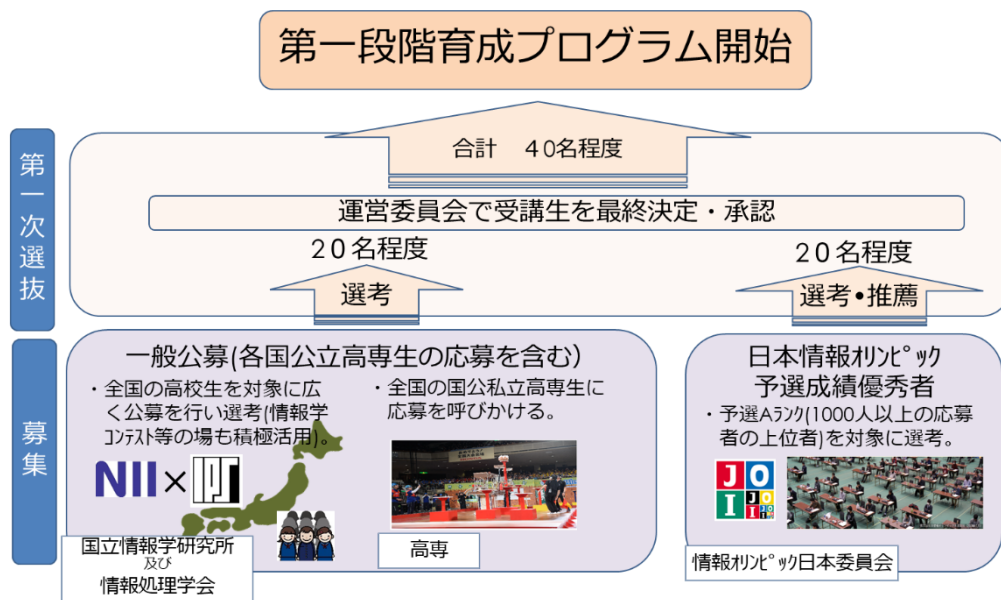 第一段階育成プログラム開始
第一次選抜
合計 40名程度
運営委員会で受講生を最終決定・承認
20名程度
選考
20名程度
選考•推薦
募集
一般公募(各国公立高専生の応募を含む)
・全国の高校生を対象に広
く公募を行い選考(情報学
ｺﾝﾃｽﾄ等の場も積極活用)。
・全国の国公私立高専生に
応募を呼びかける。
NII×IPSJ
国立情報学研究所
及び
情報処理学会
高専
日本情報ｵﾘﾝﾋﾟｯｸ
予選成績優秀者
・予選Aﾗﾝｸ(1000人以上の応募
者の上位者)を対象に選考。
JO
I JO
I I JO
情報ｵﾘﾝﾋﾟｯｸ日本委員会